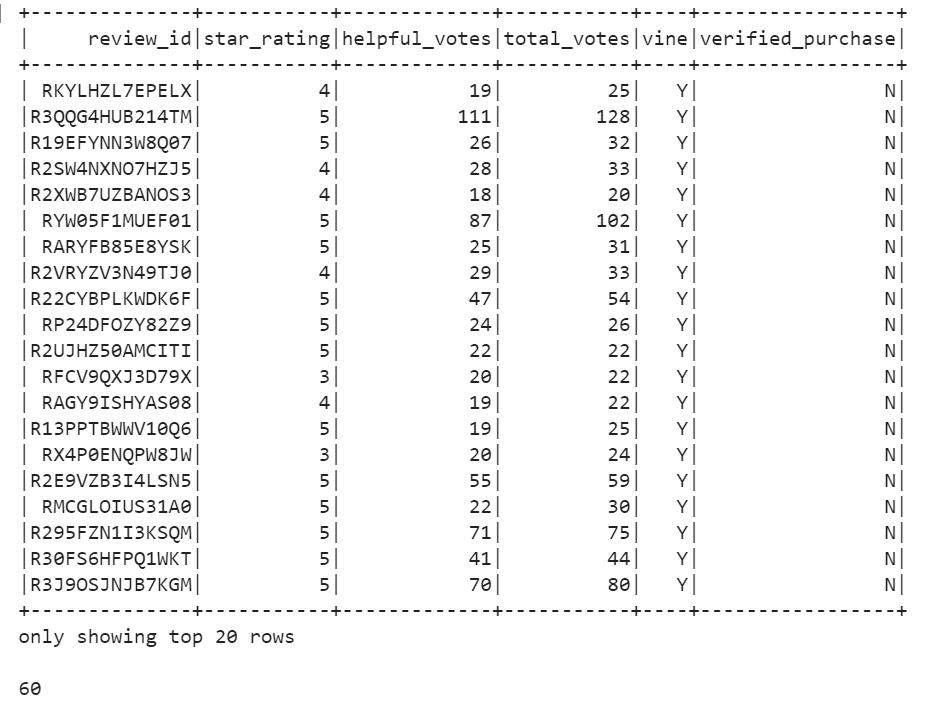 +--------------+-----------+-------------+-----------+----+-----------------+
|     review_id|star_rating|helpful_votes|total_votes|vine|verified_purchase|
+--------------+-----------+-------------+-----------+----+-----------------+
| RKYLHZL7EPELX|          4|           19|         25|   Y|                N|
|R3QQG4HUB214TM|          5|          111|        128|   Y|                N|
|R19EFYNN3W8Q07|          5|           26|         32|   Y|                N|
|R2SW4NXNO7HZJ5|          4|           28|         33|   Y|                N|
|R2XWB7UZBANOS3|          4|           18|         20|   Y|                N|
| RYW05F1MUEF01|          5|           87|        102|   Y|                N|
| RARYFB85E8YSK|          5|           25|         31|   Y|                N|
|R2VRYZV3N49TJ0|          4|           29|         33|   Y|                N|
|R22CYBPLKWDK6F|          5|           47|         54|   Y|                N|
| RP24DFOZY82Z9|          5|           24|         26|   Y|                N|
|R2UJHZ50AMCITI|          5|           22|         22|   Y|                N|
| RFCV9QXJ3D79X|          3|           20|         22|   Y|                N|
| RAGY9ISHYAS08|          4|           19|         22|   Y|                N|
|R13PPTBWWV10Q6|          5|           19|         25|   Y|                N|
| RX4P0ENQPW8JW|          3|           20|         24|   Y|                N|
|R2E9VZB3I4LSN5|          5|           55|         59|   Y|                N|
| RMCGLOIUS31A0|          5|           22|         30|   Y|                N|
|R295FZN1I3KSQM|          5|           71|         75|   Y|                N|
|R30FS6HFPQ1WKT|          5|           41|         44|   Y|                N|
|R3J9OSJNJB7KGM|          5|           70|         80|   Y|                N|
+--------------+-----------+-------------+-----------+----+-----------------+
only showing top 20 rows
60